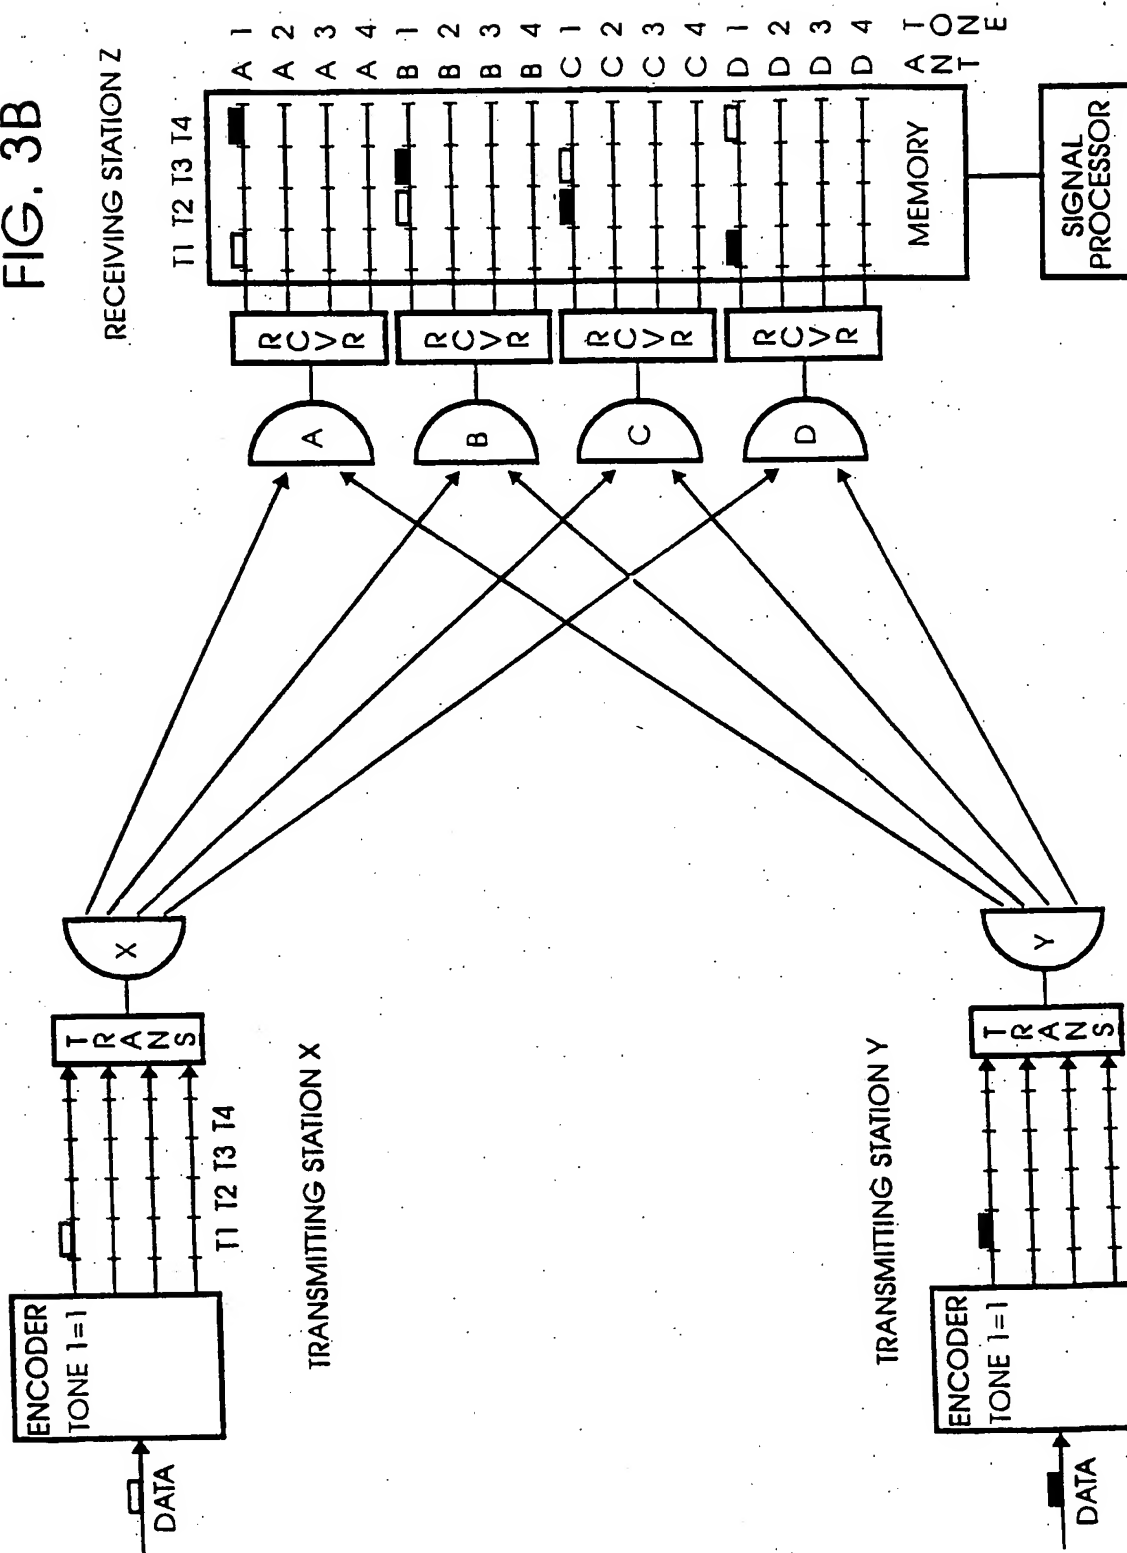 FIG. 3B
RECEIVING STATION Z
T1 T2 T3 T4
A 1
A 2
A 3
A 4
B 1
B 2
B 3
B 4
C 1
C 2
C 3
C 4
D 1
D 2
D 3
D 4
ANT
TONE
RCVR
RCVR
RCVR
RCVR
MEMORY
SIGNAL
PROCESSOR
A
B
C
D
X
TRANS
T1 T2 T3 T4
ENCODER
TONE 1=1
DATA
TRANSMITTING STATION X
Y
TRANS
ENCODER
TONE 1=1
DATA
TRANSMITTING STATION Y